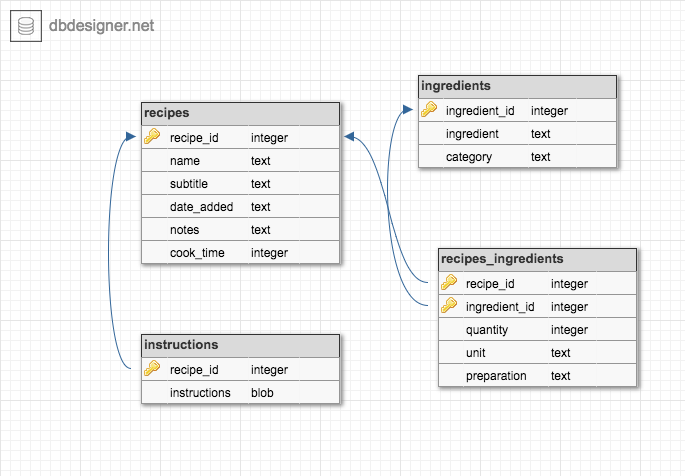 dbdesigner.net
recipes
recipe_id integer
name text
subtitle text
date_added text
notes text
cook_time integer
ingredients
ingredient_id integer
ingredient text
category text
instructions
recipe_id integer
instructions blob
recipes_ingredients
recipe_id integer
ingredient_id integer
quantity integer
unit text
preparation text